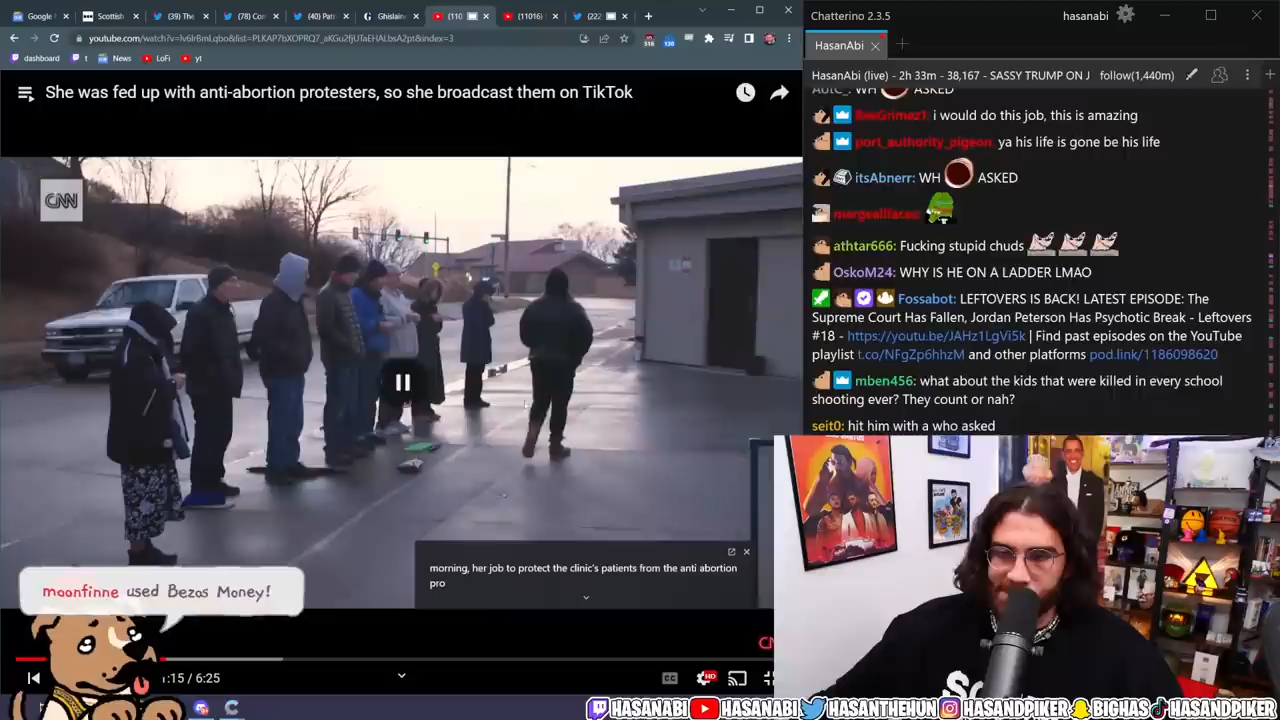 Google
Scottish
(39) The
(78) Con
(40) Patr
Ghislaine
(110
(11016)
(222
youtube.com/watch?v=lv6lrBmLqbo&list=PLKAP7bXOPRQ7_aKGu2fjUTaEHALbsA2pt&index=3
dashboard
t
News
LoFi
yt
She was fed up with anti-abortion protesters, so she broadcast them on TikTok
CNN
morning, her job to protect the clinic's patients from the anti abortion
pro
moonfinne used Bezos Money!
1:15 / 6:25
CC
HD
Chatterino 2.3.5
hasanabi
HasanAbi
HasanAbi (live) - 2h 33m - 38,167 - SASSY TRUMP ON J
follow(1,440m)
ASKED
i would do this job, this is amazing
port_authority_pigeon: ya his life is gone be his life
itsAbnerr: WH ASKED
athtar666: Fucking stupid chuds
OskoM24: WHY IS HE ON A LADDER LMAO
Fossabot: LEFTOVERS IS BACK! LATEST EPISODE: The
Supreme Court Has Fallen, Jordan Peterson Has Psychotic Break - Leftovers
#18 - https://youtu.be/JAHz1LgVi5k | Find past episodes on the YouTube
playlist t.co/NFgZp6hhzM and other platforms pod.link/1186098620
mben456: what about the kids that were killed in every school
shooting ever? They count or nah?
seit0: hit him with a who asked
HASANABI HASANABI HASANTHEHUN HASANDPIKER BIGHAS HASANDPIKER